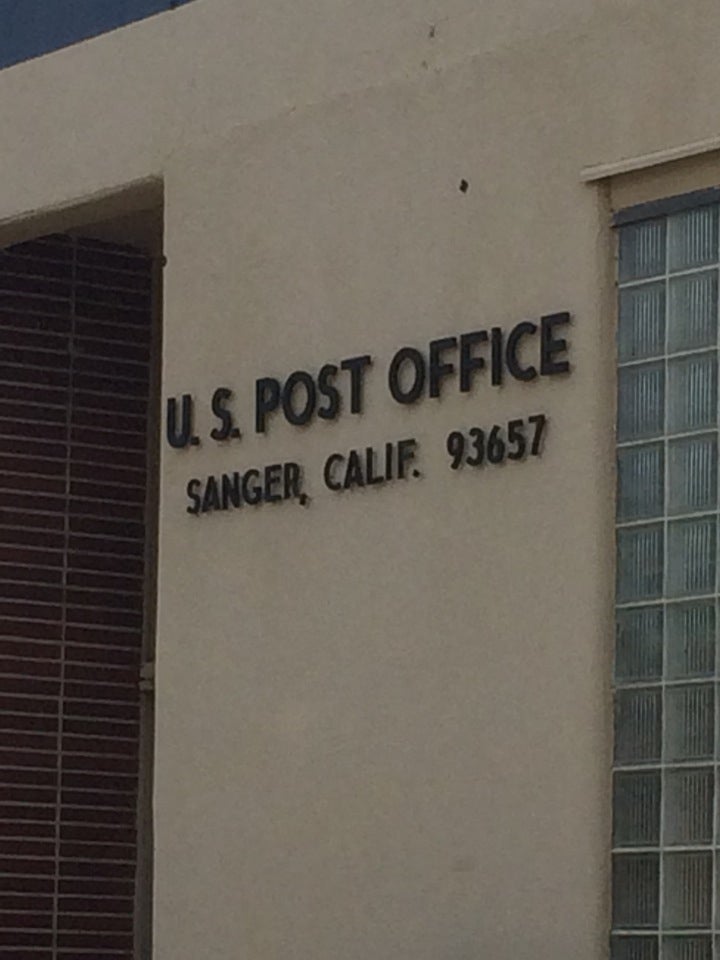 U. S. POST OFFICE
SANGER, CALIF. 93657